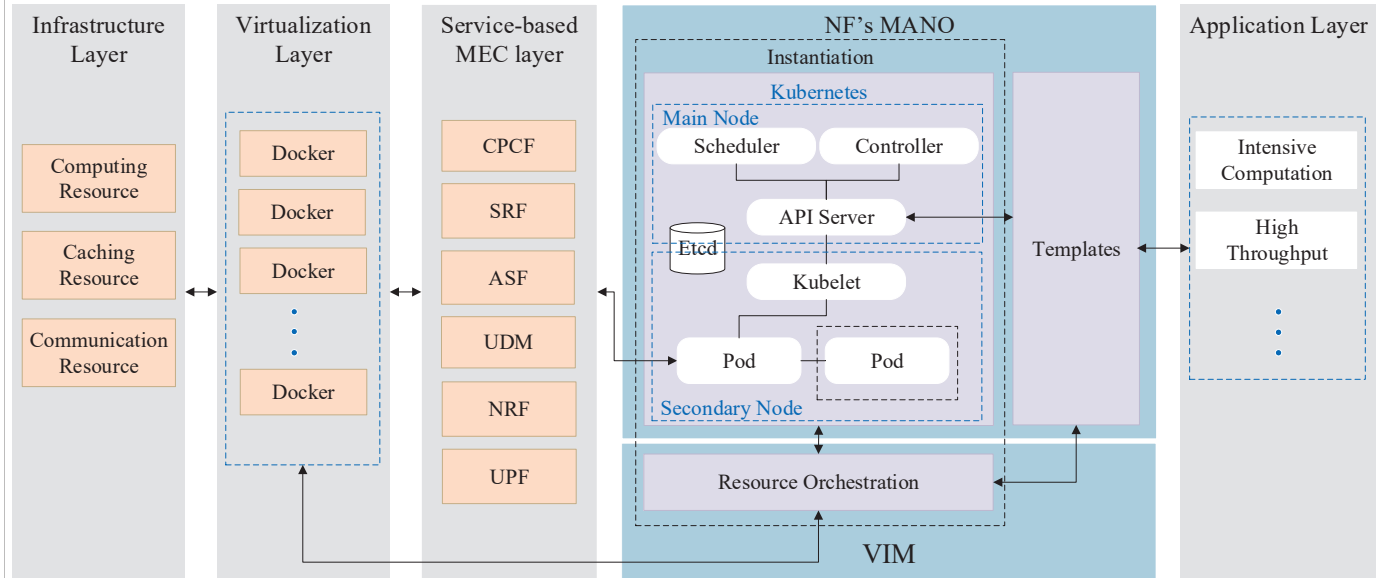 Infrastructure
Layer
Computing
Resource
Caching
Resource
Communication
Resource
Virtualization
Layer
Docker
Docker
Docker
Docker
Service-based
MEC layer
CPCF
SRF
ASF
UDM
NRF
UPF
NF's MANO
Instantiation
Kubernetes
Main Node
Scheduler
Controller
API Server
Etcd
Kubelet
Pod
Pod
Secondary Node
Templates
Resource Orchestration
VIM
Application Layer
Intensive
Computation
High
Throughput